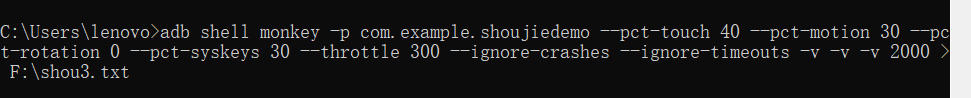 C:\Users\lenovo>adb shell monkey -p com.example.shoujiedemo --pct-touch 40 --pct-motion 30 --pc
t-rotation 0 --pct-syskeys 30 --throttle 300 --ignore-crashes --ignore-timeouts -v -v -v 2000 >
F:\shou3.txt